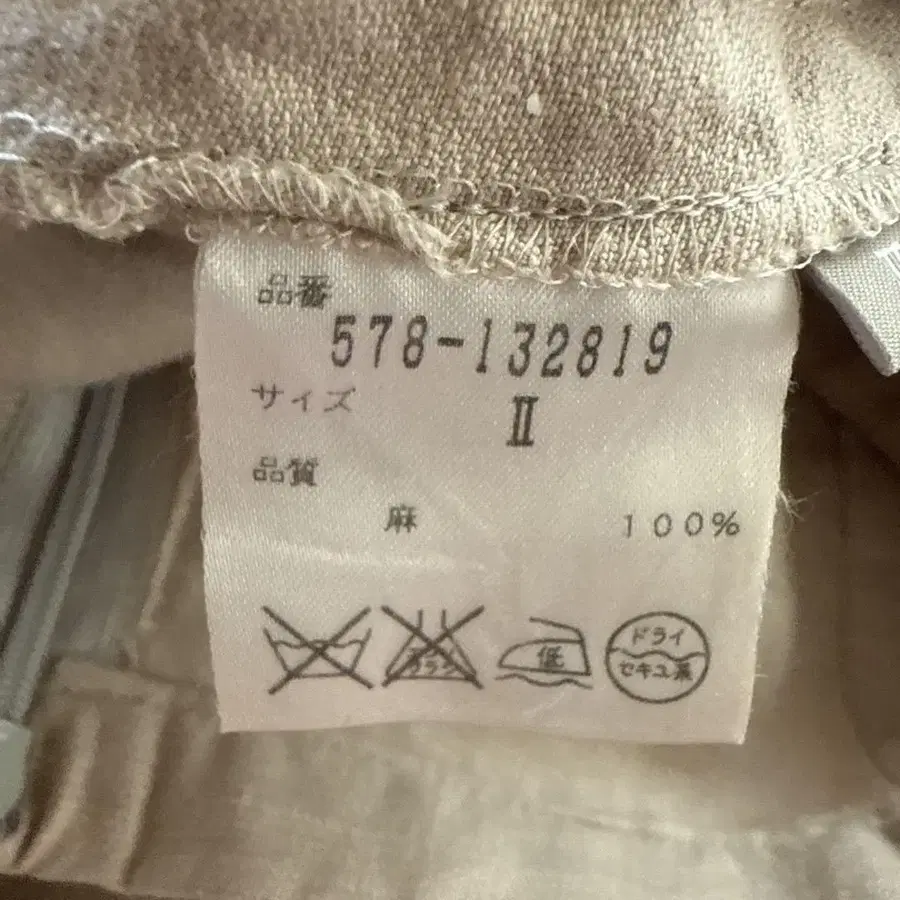 品番
578-132819
サイズ
Ⅱ
品質
麻 100%
低
ドライ
セキユ系